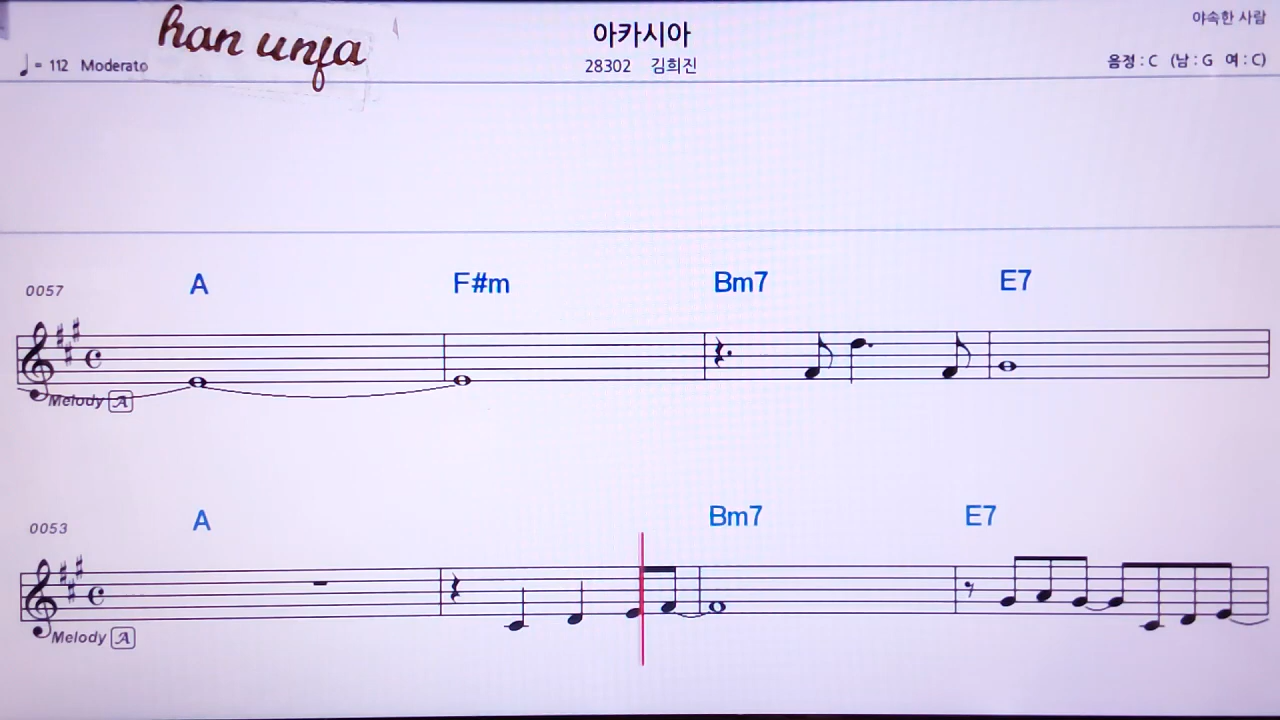 han unfa
아카시아
야속한 사람
♩= 112 Moderato
28302 김희진
음정 : C (남 : G 여 : C)
0057
A F#m Bm7 E7
Melody A
0053
A Bm7 E7
Melody A